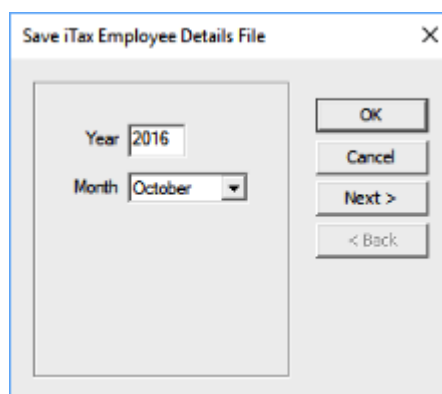 Save iTax Employee Details File
Year 2016
Month October
OK
Cancel
Next >
< Back